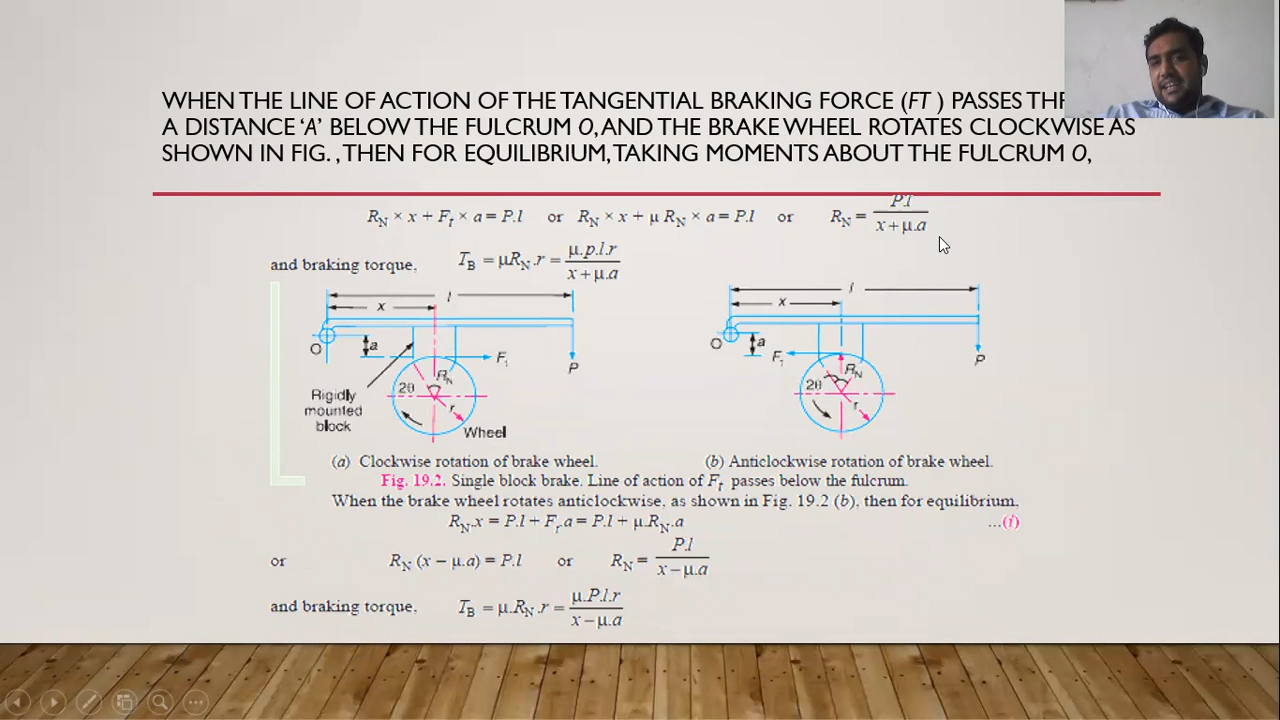 WHEN THE LINE OF ACTION OF THE TANGENTIAL BRAKING FORCE (FT ) PASSES
A DISTANCE ‘A’ BELOW THE FULCRUM O, AND THE BRAKE WHEEL ROTATES CLOCKWISE AS
SHOWN IN FIG. , THEN FOR EQUILIBRIUM, TAKING MOMENTS ABOUT THE FULCRUM O,
R_N × x + F_t × a = P.l or R_N × x + μ R_N × a = P.l or R_N = P.l / x + μ.a
and braking torque, T_B = μR_N.r = μ.p.l.r / x + μ.a
l
x
O
a
F_t
P
R_N
2θ
r
Rigidly
mounted
block
Wheel
l
x
O
a
F_t
P
R_N
2θ
r
(a) Clockwise rotation of brake wheel. (b) Anticlockwise rotation of brake wheel.
Fig. 19.2. Single block brake. Line of action of F_t passes below the fulcrum.
When the brake wheel rotates anticlockwise, as shown in Fig. 19.2 (b), then for equilibrium,
R_N.x = P.l + F_t.a = P.l + μ.R_N.a ...(i)
or R_N (x – μ.a) = P.l or R_N = P.l / x – μ.a
and braking torque, T_B = μ.R_N.r = μ.P.l.r / x – μ.a